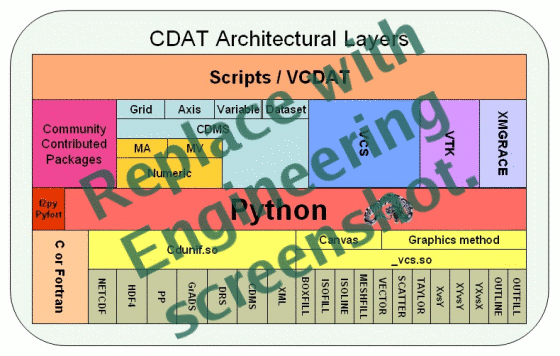 CDAT Architectural Layers
Scripts / VCDAT
Community
Contributed
Packages
Grid
Axis
Variable
Dataset
CDMS
MA
MV
Numeric
VCS
VTK
XMGRACE
Pyfort
Python
C or Fortran
Cdunif.so
Canvas
Graphics method
_vcs.so
NETCDF
HDF4
PP
GrADS
DRS
CDMS
XML
BOXFILL
ISOFILL
ISOLINE
MESHFILL
VECTOR
SCATTER
TAYLOR
XvsY
XYvsY
YXvsX
OUTLINE
OUTFILL
Replace with
Engineering
screenshot.